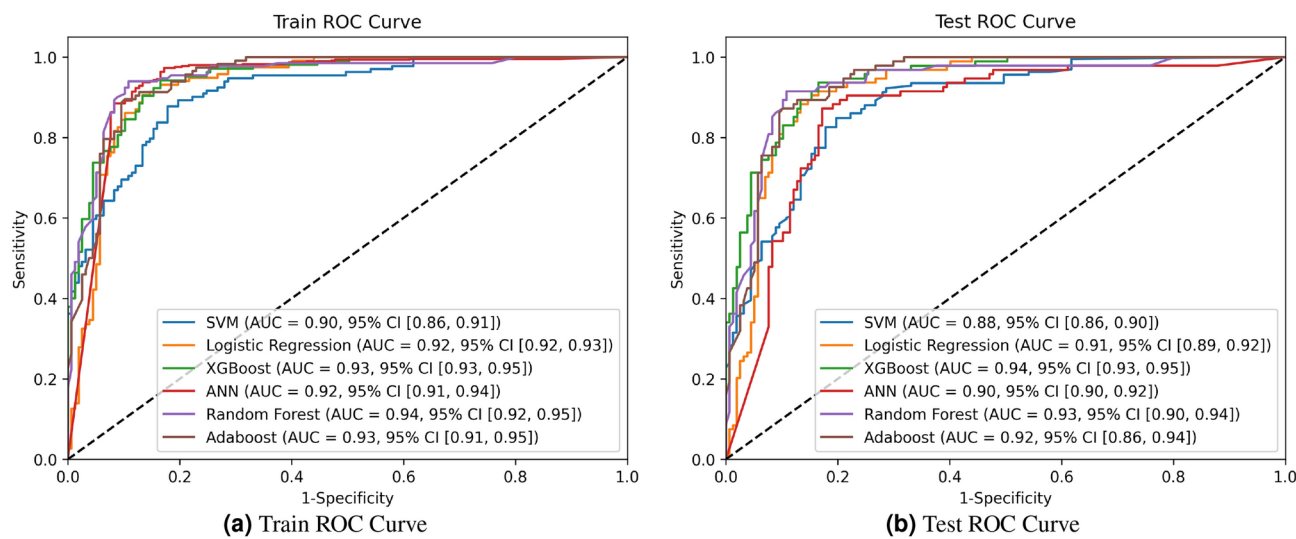 Train ROC Curve
1.0
0.8
0.6
0.4
0.2
0.0
Sensitivity
SVM (AUC = 0.90, 95% CI [0.86, 0.91])
Logistic Regression (AUC = 0.92, 95% CI [0.92, 0.93])
XGBoost (AUC = 0.93, 95% CI [0.93, 0.95])
ANN (AUC = 0.92, 95% CI [0.91, 0.94])
Random Forest (AUC = 0.94, 95% CI [0.92, 0.95])
Adaboost (AUC = 0.93, 95% CI [0.91, 0.95])
0.0 0.2 0.4 0.6 0.8 1.0
1-Specificity
(a) Train ROC Curve
Test ROC Curve
1.0
0.8
0.6
0.4
0.2
0.0
Sensitivity
SVM (AUC = 0.88, 95% CI [0.86, 0.90])
Logistic Regression (AUC = 0.91, 95% CI [0.89, 0.92])
XGBoost (AUC = 0.94, 95% CI [0.93, 0.95])
ANN (AUC = 0.90, 95% CI [0.90, 0.92])
Random Forest (AUC = 0.93, 95% CI [0.90, 0.94])
Adaboost (AUC = 0.92, 95% CI [0.86, 0.94])
0.0 0.2 0.4 0.6 0.8 1.0
1-Specificity
(b) Test ROC Curve